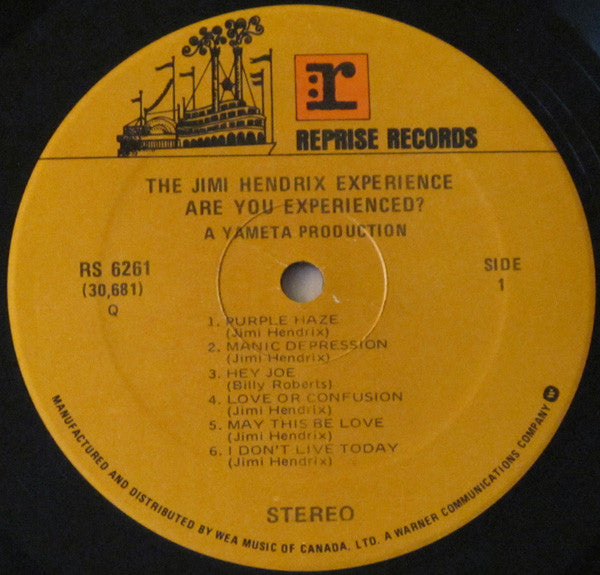 r
REPRISE RECORDS
THE JIMI HENDRIX EXPERIENCE
ARE YOU EXPERIENCED?
A YAMETA PRODUCTION
RS 6261
(30,681)
Q
SIDE
1
1. PURPLE HAZE
(Jimi Hendrix)
2. MANIC DEPRESSION
(Jimi Hendrix)
3. HEY JOE
(Billy Roberts)
4. LOVE OR CONFUSION
(Jimi Hendrix)
5. MAY THIS BE LOVE
(Jimi Hendrix)
6. I DON'T LIVE TODAY
(Jimi Hendrix)
STEREO
MANUFACTURED AND DISTRIBUTED BY WEA MUSIC OF CANADA, LTD. A WARNER COMMUNICATIONS COMPANY